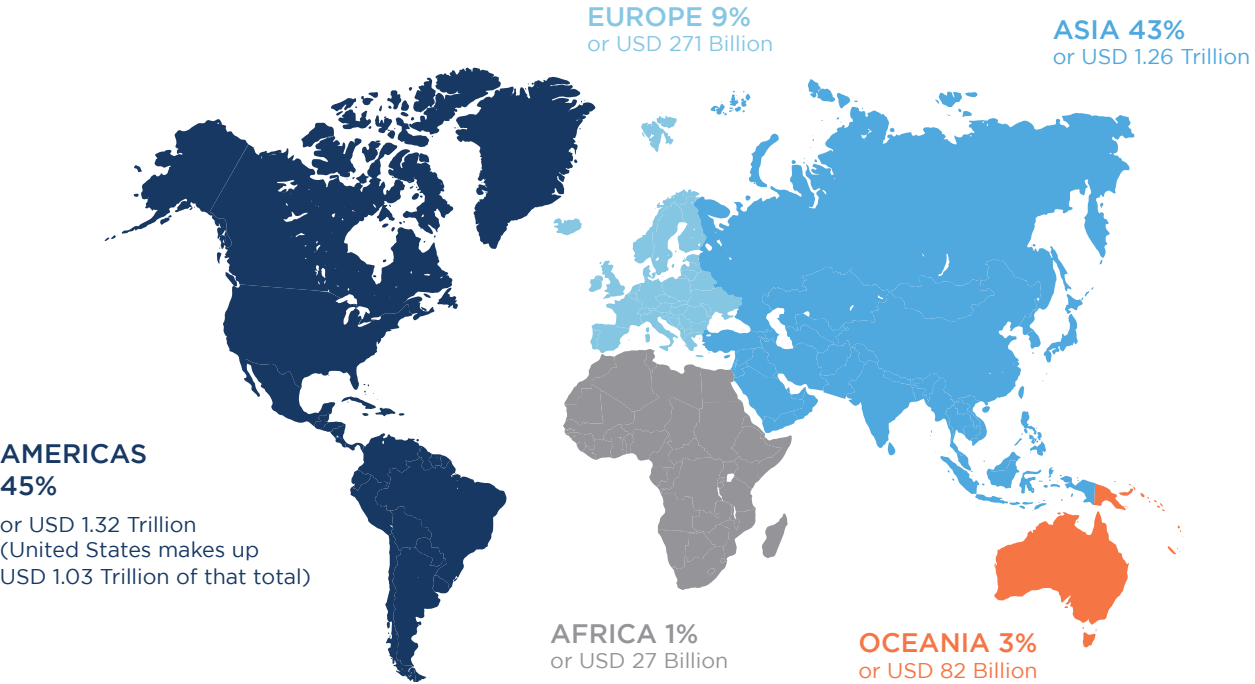 EUROPE 9%
or USD 271 Billion
ASIA 43%
or USD 1.26 Trillion
AMERICAS
45%
or USD 1.32 Trillion
(United States makes up
USD 1.03 Trillion of that total)
AFRICA 1%
or USD 27 Billion
OCEANIA 3%
or USD 82 Billion